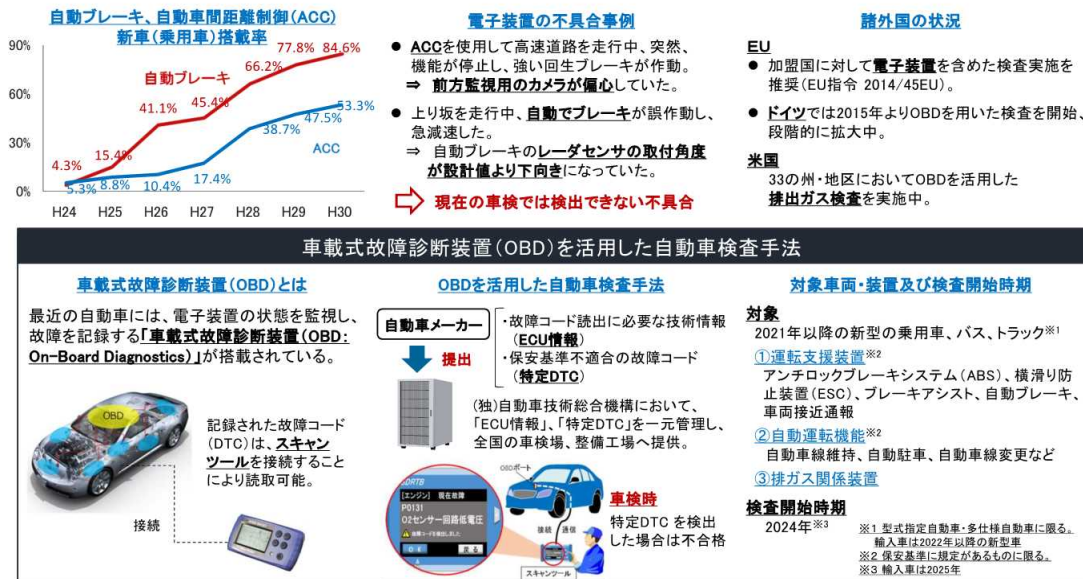 自動ブレーキ、自動車間距離制御(ACC)
新車(乗用車)搭載率
90%
60%
30%
0%
自動ブレーキ
ACC
4.3%
15.4%
41.1%
45.4%
66.2%
77.8%
84.6%
5.3%
8.8%
10.4%
17.4%
38.7%
47.5%
53.3%
H24 H25 H26 H27 H28 H29 H30
電子装置の不具合事例
● ACCを使用して高速道路を走行中、突然、
機能が停止し、強い回生ブレーキが作動。
⇒ 前方監視用のカメラが偏心していた。
● 上り坂を走行中、自動でブレーキが誤作動し、
急減速した。
⇒ 自動ブレーキのレーダセンサの取付角度
が設計値より下向きになっていた。
現在の車検では検出できない不具合
諸外国の状況
EU
● 加盟国に対して電子装置を含めた検査実施を
推奨(EU指令 2014/45EU)。
● ドイツでは2015年よりOBDを用いた検査を開始、
段階的に拡大中。
米国
33の州・地区においてOBDを活用した
排出ガス検査を実施中。
車載式故障診断装置(OBD)を活用した自動車検査手法
車載式故障診断装置(OBD)とは
最近の自動車には、電子装置の状態を監視し、
故障を記録する「車載式故障診断装置(OBD:
On-Board Diagnostics)」が搭載されている。
OBD
記録された故障コード
(DTC)は、スキャン
ツールを接続すること
により読取可能。
接続
OBDを活用した自動車検査手法
自動車メーカー
提出
・故障コード読出に必要な技術情報
(ECU情報)
・保安基準不適合の故障コード
(特定DTC)
(独)自動車技術総合機構において、
「ECU情報」、「特定DTC」を一元管理し、
全国の車検場、整備工場へ提供。
OBDポート
[エンジン] 現在故障
P0131
O2センサー回路低電圧
OK
戻る
接続
通信
スキャンツール
車検時
特定DTC を検出
した場合は不合格
対象車両・装置及び検査開始時期
対象
2021年以降の新型の乗用車、バス、トラック※1
①運転支援装置※2
アンチロックブレーキシステム(ABS)、横滑り防
止装置(ESC)、ブレーキアシスト、自動ブレーキ、
車両接近通報
②自動運転機能※2
自動車線維持、自動駐車、自動車線変更など
③排ガス関係装置
検査開始時期
2024年※3
※1 型式指定自動車・多仕様自動車に限る。
輸入車は2022年以降の新型車
※2 保安基準に規定があるものに限る。
※3 輸入車は2025年